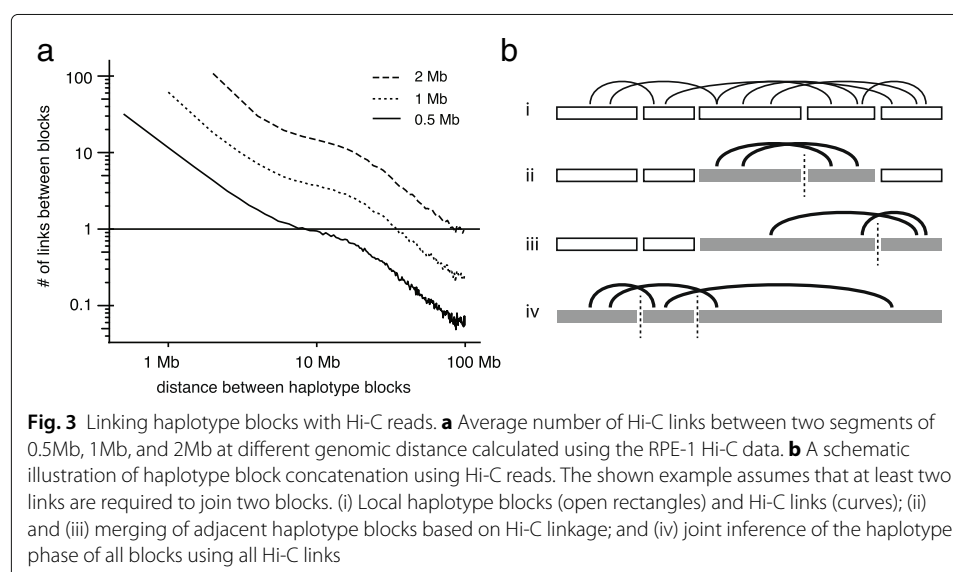 a
100
10
1
0.1
# of links between blocks
2 Mb
1 Mb
0.5 Mb
1 Mb
10 Mb
100 Mb
distance between haplotype blocks
b
i
ii
iii
iv
Fig. 3 Linking haplotype blocks with Hi-C reads. a Average number of Hi-C links between two segments of
0.5Mb, 1Mb, and 2Mb at different genomic distance calculated using the RPE-1 Hi-C data. b A schematic
illustration of haplotype block concatenation using Hi-C reads. The shown example assumes that at least two
links are required to join two blocks. (i) Local haplotype blocks (open rectangles) and Hi-C links (curves); (ii)
and (iii) merging of adjacent haplotype blocks based on Hi-C linkage; and (iv) joint inference of the haplotype
phase of all blocks using all Hi-C links